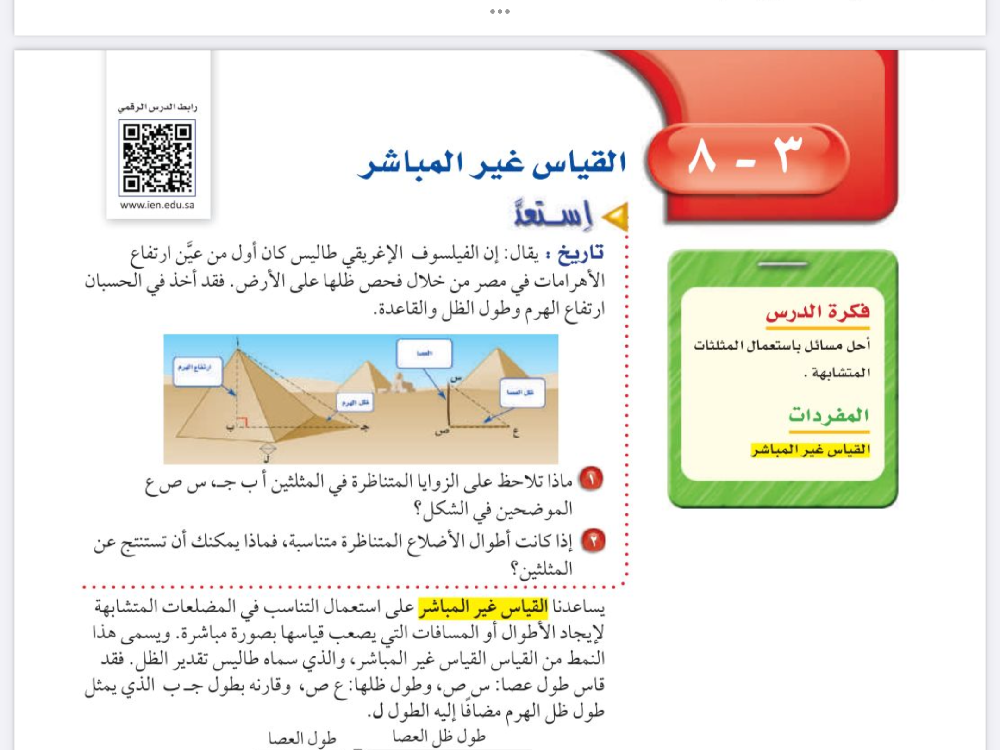 رابط الدرس الرقمي
www.ien.edu.sa
٣ - ٨
القياس غير المباشر
إستعدَّ
تاريخ : يقال: إن الفيلسوف الإغريقي طاليس كان أول من عيَّن ارتفاع
الأهرامات في مصر من خلال فحص ظلها على الأرض. فقد أخذ في الحسبان
ارتفاع الهرم وطول الظل والقاعدة.
أ
ارتفاع الهرم
ظل الهرم
ب
جـ
ل
العصا
ظل العصا
س
ص
ع
١ ماذا تلاحظ على الزوايا المتناظرة في المثلثين أ ب جـ، س ص ع
الموضحين في الشكل؟
٢ إذا كانت أطوال الأضلاع المتناظرة متناسبة، فماذا يمكنك أن تستنتج عن
المثلثين؟
فكرة الدرس
أحل مسائل باستعمال المثلثات
المتشابهة .
المفردات
القياس غير المباشر
يساعدنا القياس غير المباشر على استعمال التناسب في المضلعات المتشابهة
لإيجاد الأطوال أو المسافات التي يصعب قياسها بصورة مباشرة. ويسمى هذا
النمط من القياس القياس غير المباشر، والذي سماه طاليس تقدير الظل. فقد
قاس طول عصا: س ص، وطول ظلها: ع ص، وقارنه بطول جـ ب الذي يمثل
طول ظل الهرم مضافًا إليه الطول ل.
طول ظل العصا
طول العصا